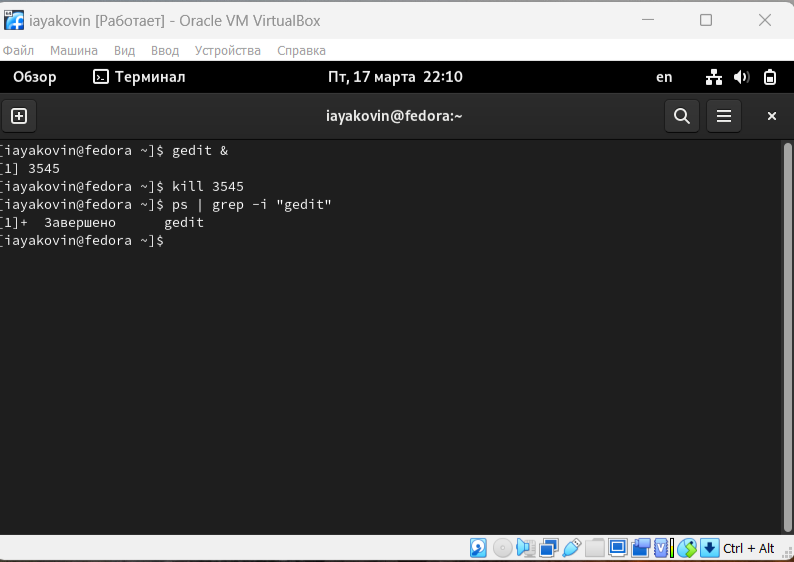 iayakovin [Работает] - Oracle VM VirtualBox
Файл Машина Вид Ввод Устройства Справка
Обзор Терминал Пт, 17 марта 22:10 en
iayakovin@fedora:~
[iayakovin@fedora ~]$ gedit &
[1] 3545
[iayakovin@fedora ~]$ kill 3545
[iayakovin@fedora ~]$ ps | grep -i "gedit"
[1]+  Завершено      gedit
[iayakovin@fedora ~]$
Ctrl + Alt